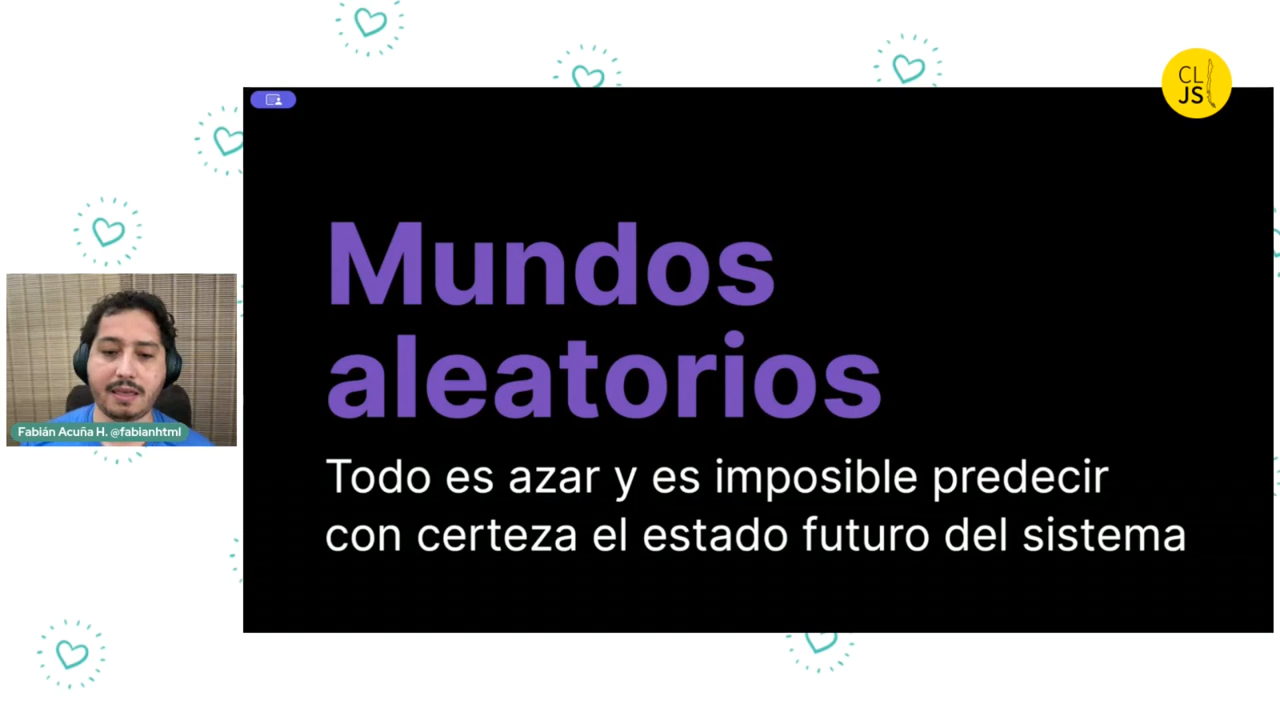 CL
JS
Mundos
aleatorios
Todo es azar y es imposible predecir
con certeza el estado futuro del sistema
Fabián Acuña H. @fabianhtml